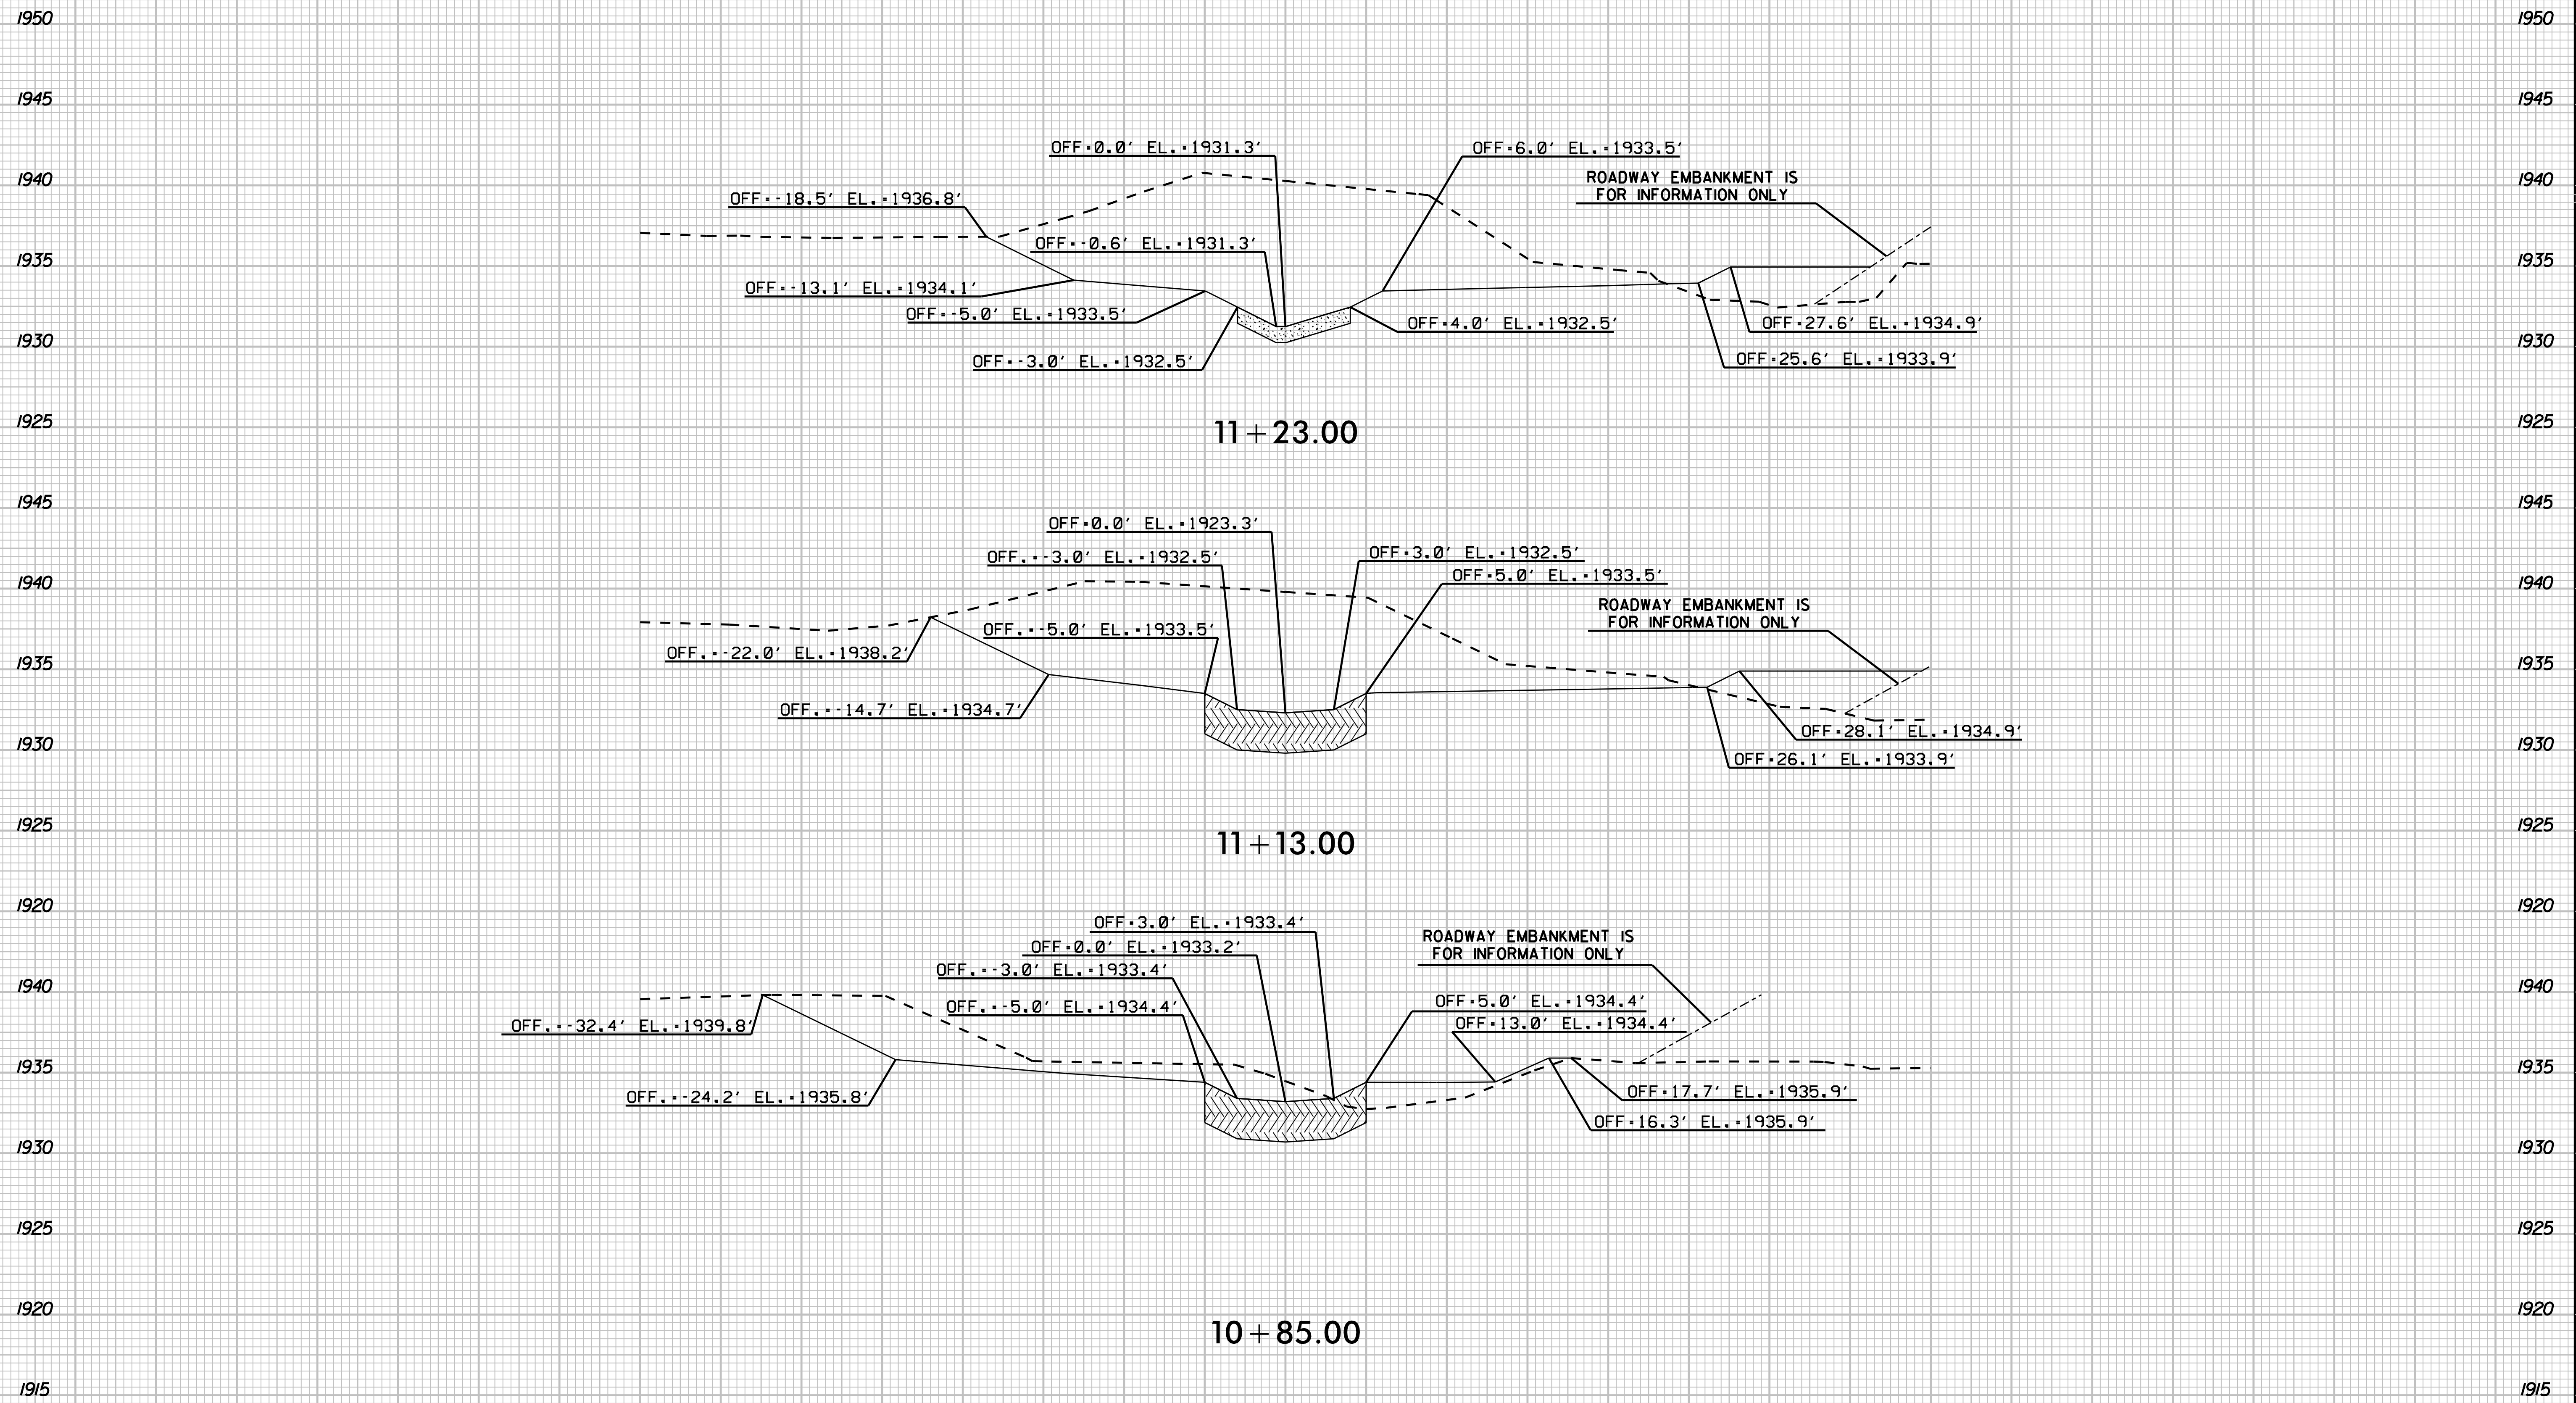 1950 1950
1945 1945
OFF=0.0' EL.=1931.3' OFF=6.0' EL.=1933.5'
1940 ROADWAY EMBANKMENT IS 1940
FOR INFORMATION ONLY
OFF=-18.5' EL.=1936.8'
OFF=-0.6' EL.=1931.3'
1935 1935
OFF=-13.1' EL.=1934.1'
OFF=-5.0' EL.=1933.5' OFF=4.0' EL.=1932.5' OFF=27.6' EL.=1934.9'
1930 1930
OFF=-3.0' EL.=1932.5' OFF=25.6' EL.=1933.9'
1925 1925
11+23.00
1945 1945
OFF=0.0' EL.=1923.3'
OFF.=-3.0' EL.=1932.5' OFF=3.0' EL.=1932.5'
OFF=5.0' EL.=1933.5'
1940 1940
ROADWAY EMBANKMENT IS
FOR INFORMATION ONLY
OFF.=-5.0' EL.=1933.5'
OFF.=-22.0' EL.=1938.2'
1935 1935
OFF.=-14.7' EL.=1934.7'
OFF=28.1' EL.=1934.9'
1930 1930
OFF=26.1' EL.=1933.9'
1925 1925
11+13.00
1920 1920
OFF=3.0' EL.=1933.4'
ROADWAY EMBANKMENT IS
FOR INFORMATION ONLY
OFF=0.0' EL.=1933.2'
OFF.=-3.0' EL.=1933.4'
1940 1940
OFF.=-5.0' EL.=1934.4' OFF=5.0' EL.=1934.4'
OFF.=-32.4' EL.=1939.8' OFF=13.0' EL.=1934.4'
1935 1935
OFF.=-24.2' EL.=1935.8' OFF=17.7' EL.=1935.9'
OFF=16.3' EL.=1935.9'
1930 1930
1925 1925
1920 1920
10+85.00
1915 1915